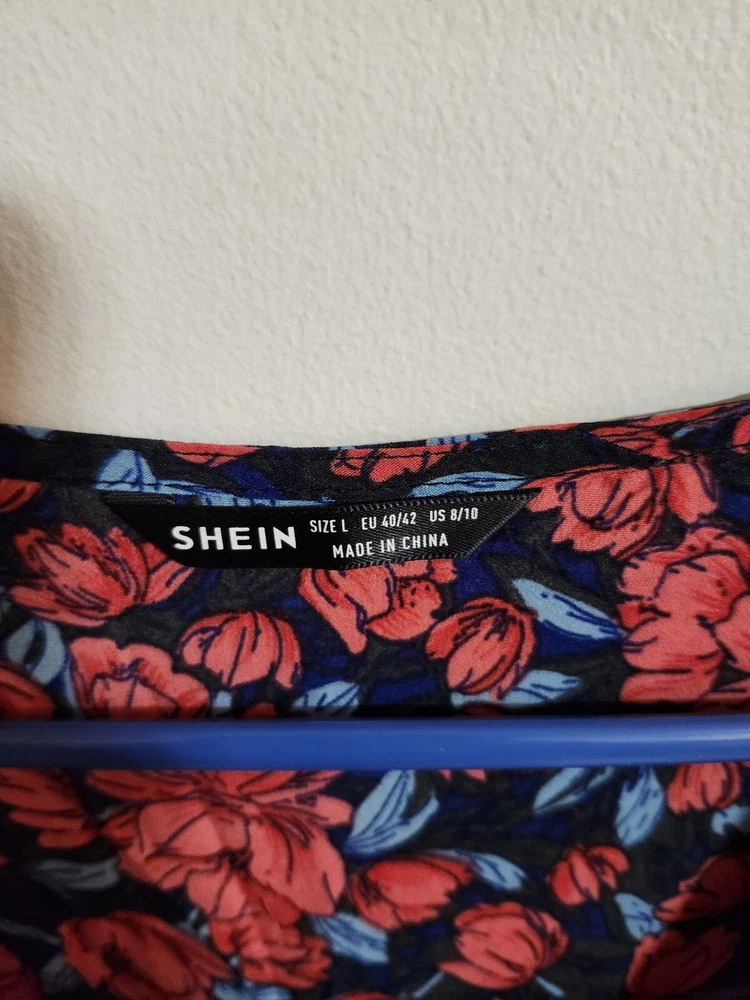 SHEIN
SIZE L EU 40/42 US 8/10
MADE IN CHINA